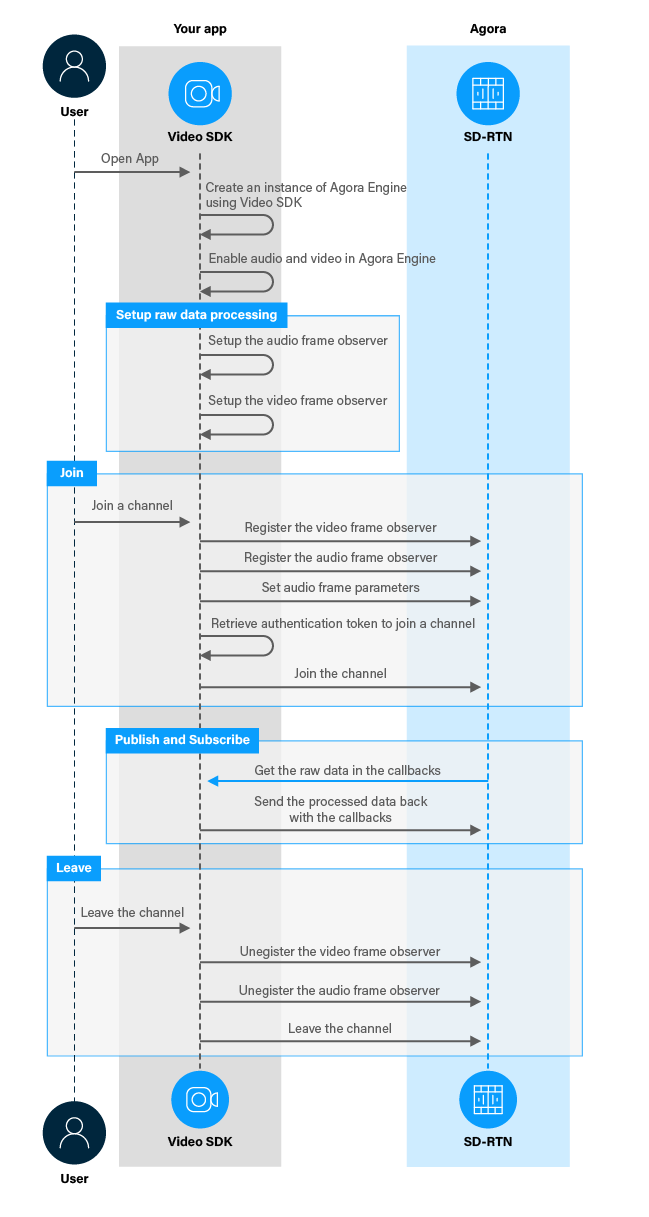 Your app
Agora
User
Video SDK
SD-RTN
Open App
Create an instance of Agora Engine
using Video SDK
Enable audio and video in Agora Engine
Setup raw data processing
Setup the audio frame observer
Setup the video frame observer
Join
Join a channel
Register the video frame observer
Register the audio frame observer
Set audio frame parameters
Retrieve authentication token to join a channel
Join the channel
Publish and Subscribe
Get the raw data in the callbacks
Send the processed data back
with the callbacks
Leave
Leave the channel
Unegister the video frame observer
Unegister the audio frame observer
Leave the channel
Video SDK
SD-RTN
User